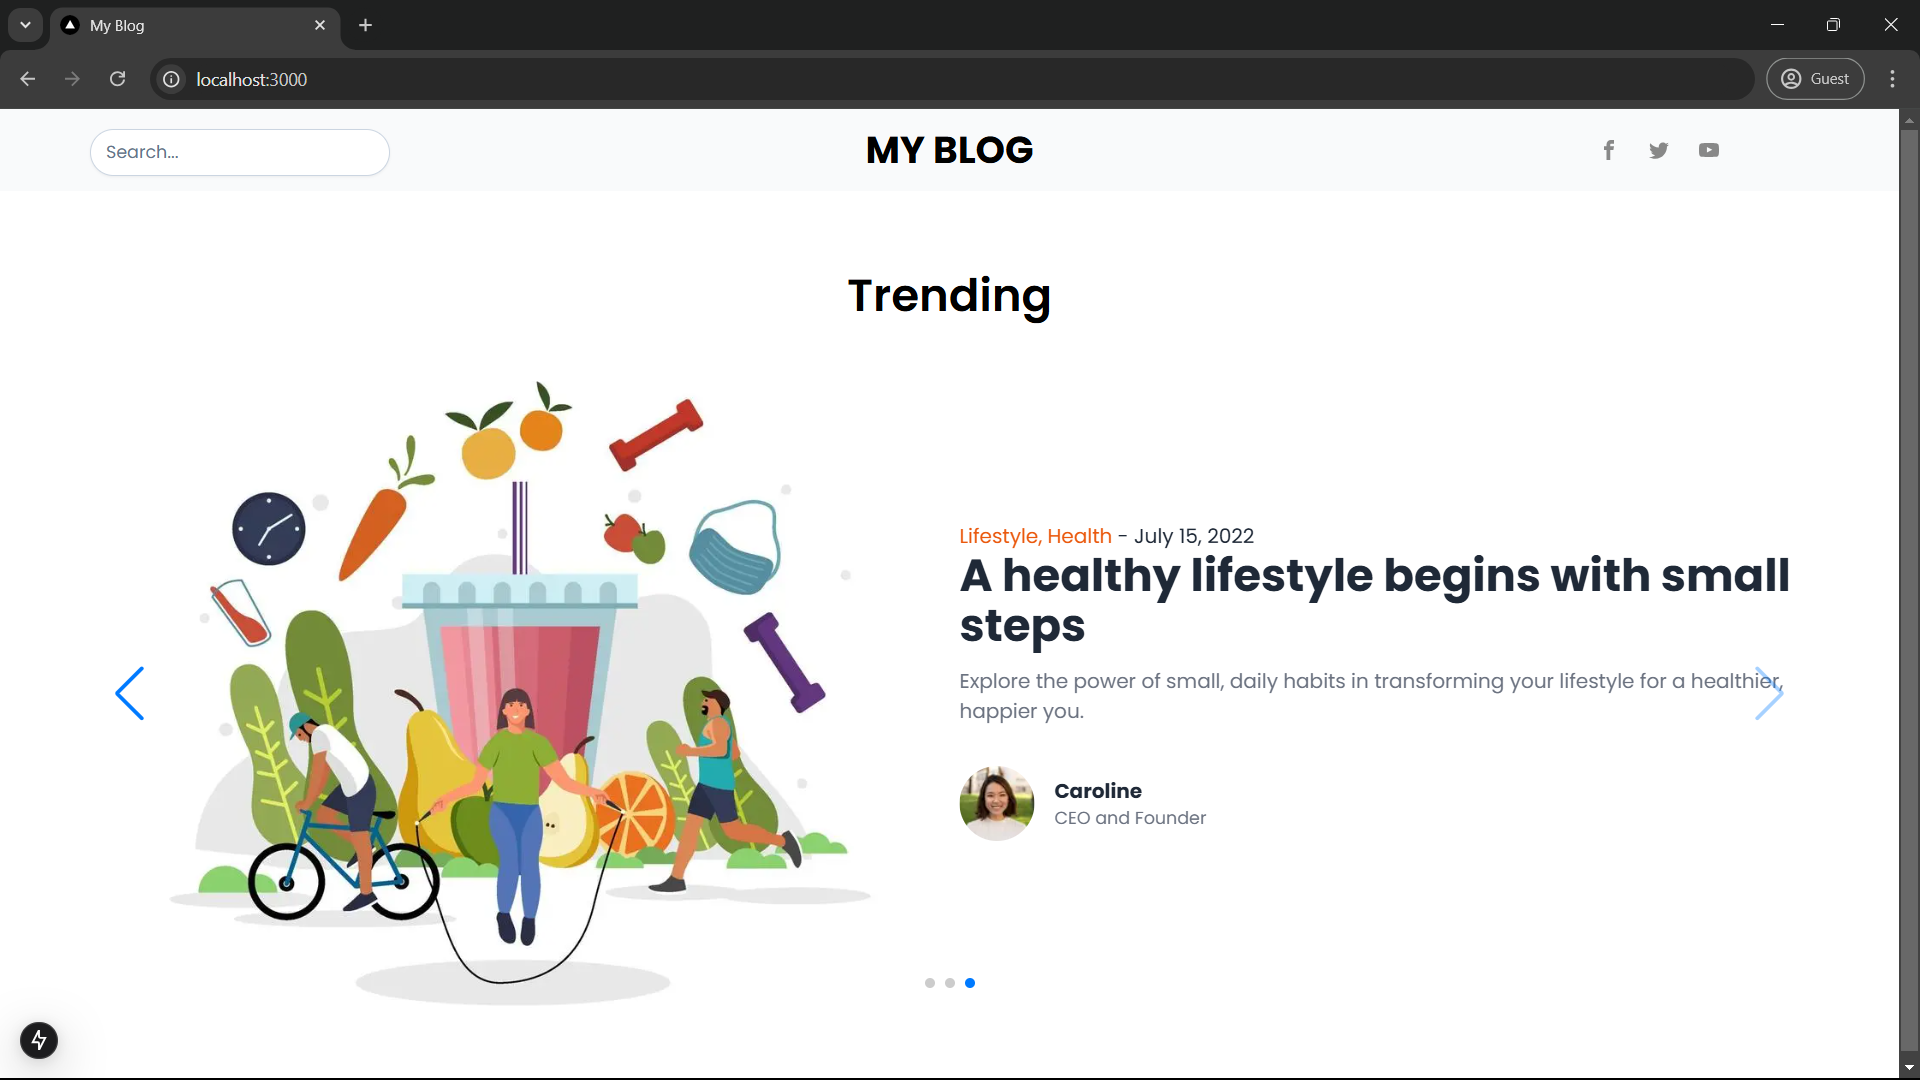 My Blog
localhost:3000
Guest
Search...
MY BLOG
Trending
Lifestyle, Health - July 15, 2022
A healthy lifestyle begins with small
steps
Explore the power of small, daily habits in transforming your lifestyle for a healthier,
happier you.
Caroline
CEO and Founder